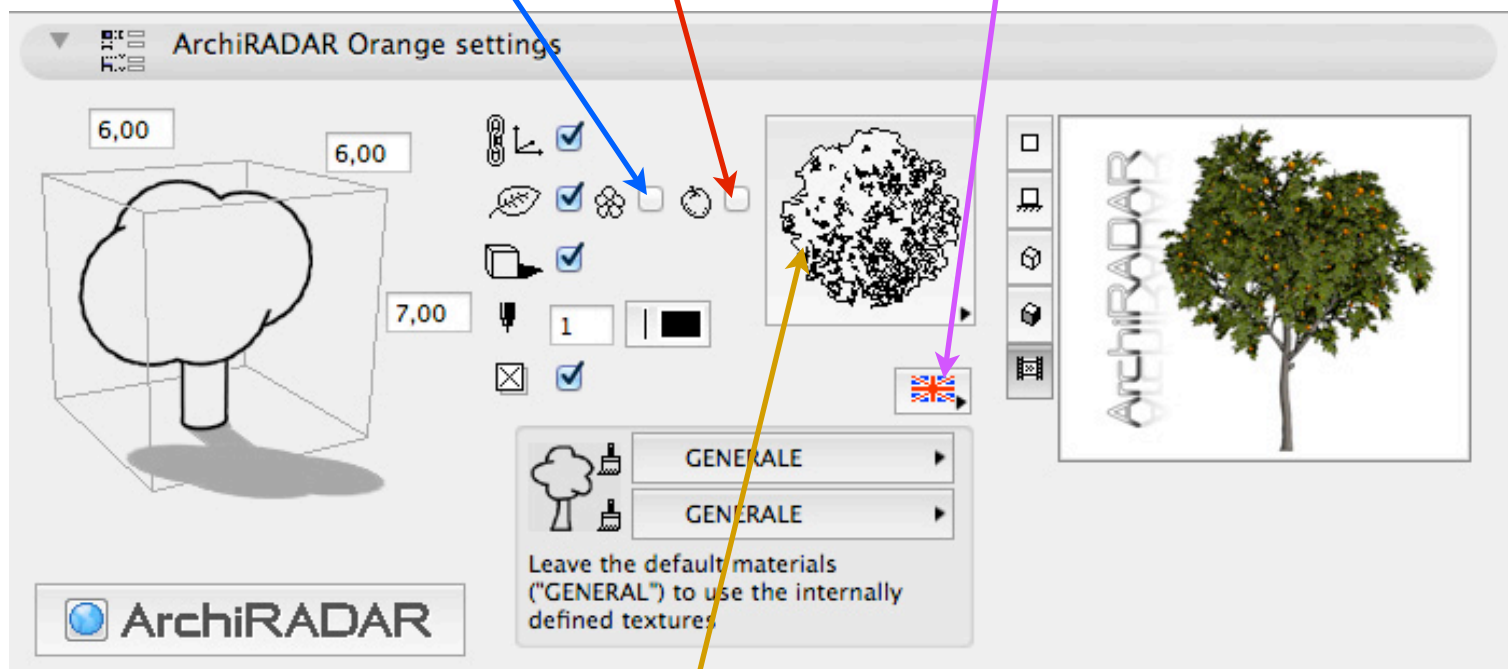 ArchiRADAR Orange settings
6,00
6,00
7,00
1
ArchiRADAR
GENERALE
GENERALE
Leave the default materials
("GENERAL") to use the internally
defined textures
ArchiRADAR